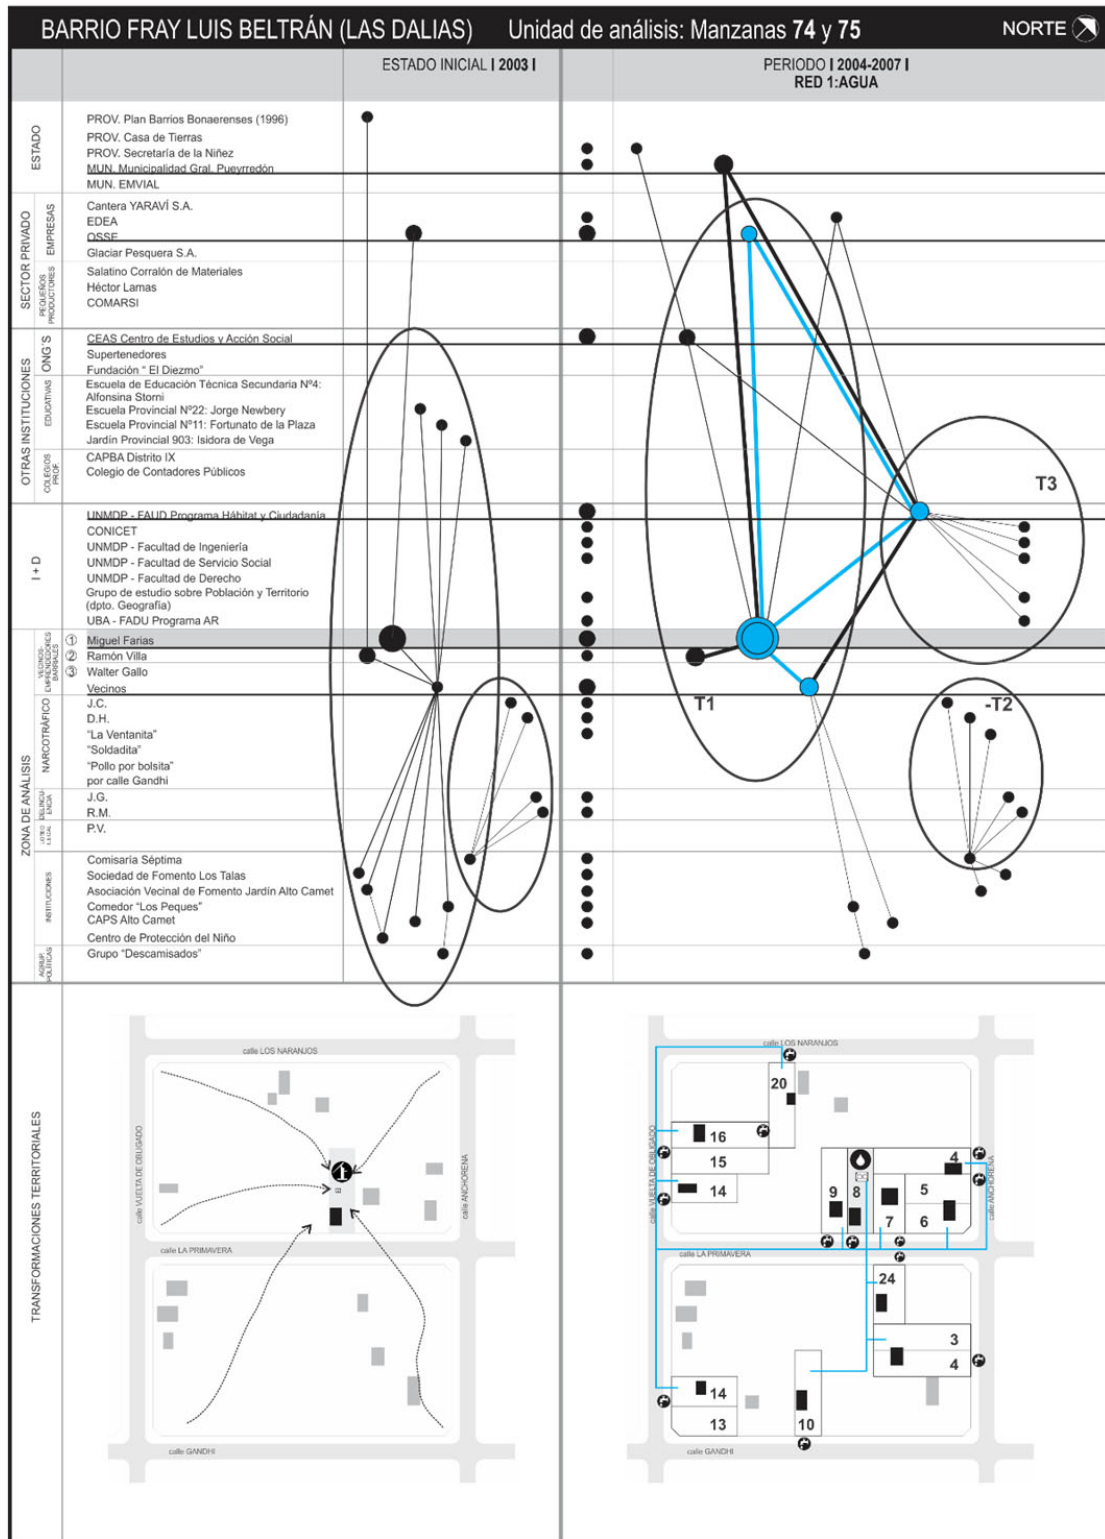 BARRIO FRAY LUIS BELTRÁN (LAS DALIAS) Unidad de análisis: Manzanas 74 y 75
NORTE
ESTADO INICIAL I 2003 I
PERIODO I 2004-2007 I
RED 1:AGUA
ESTADO
PROV. Plan Barrios Bonaerenses (1996)
PROV. Casa de Tierras
PROV. Secretaría de la Niñez
MUN. Municipalidad Gral. Pueyrredón
MUN. EMVIAL
SECTOR PRIVADO
EMPRESAS
Cantera YARAVÍ S.A.
EDEA
OSSE
Glaciar Pesquera S.A.
PEQUEÑOS
PRODUCTORES
Salatino Corralón de Materiales
Héctor Lamas
COMARSI
OTRAS INSTITUCIONES
ONG'S
CEAS Centro de Estudios y Acción Social
Supertenedores
Fundación " El Diezmo"
EDUCATIVAS
Escuela de Educación Técnica Secundaria Nº4:
Alfonsina Storni
Escuela Provincial Nº22: Jorge Newbery
Escuela Provincial Nº11: Fortunato de la Plaza
Jardín Provincial 903: Isidora de Vega
COLEGIOS
PROF.
CAPBA Distrito IX
Colegio de Contadores Públicos
T3
I + D
UNMDP - FAUD Programa Hábitat y Ciudadanía
CONICET
UNMDP - Facultad de Ingeniería
UNMDP - Facultad de Servicio Social
UNMDP - Facultad de Derecho
Grupo de estudio sobre Población y Territorio
(dpto. Geografía)
UBA - FADU Programa AR
ZONA DE ANÁLISIS
VECINOS-
EMPRENDEDORES
BARRIALES
1 Miguel Farias
2 Ramón Villa
3 Walter Gallo
Vecinos
T1
-T2
NARCOTRÁFICO
J.C.
D.H.
"La Ventanita"
"Soldadita"
"Pollo por bolsita"
por calle Gandhi
DELINCU-
ENCIA
J.G.
R.M.
P.V.
INSTITUCIONES
Comisaría Séptima
Sociedad de Fomento Los Talas
Asociación Vecinal de Fomento Jardín Alto Camet
Comedor "Los Peques"
CAPS Alto Camet
Centro de Protección del Niño
AGRUP.
POLÍTICAS
Grupo "Descamisados"
TRANSFORMACIONES TERRITORIALES
calle LOS NARANJOS
calle VUELTA DE OBLIGADO
calle ANCHORENA
calle LA PRIMAVERA
calle GANDHI
calle LOS NARANJOS
calle VUELTA DE OBLIGADO
calle ANCHORENA
20
16
15
14
4
5
6
7
8
9
calle LA PRIMAVERA
24
3
4
14
13
10
calle GANDHI